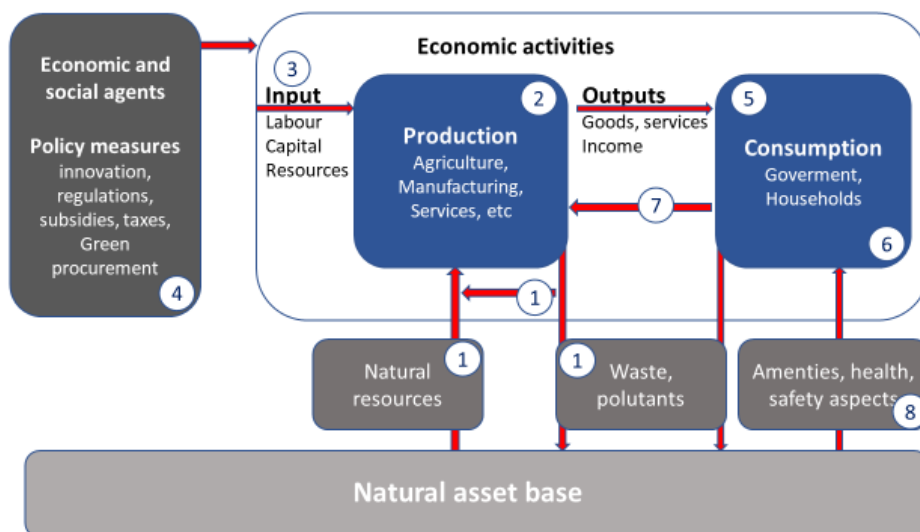 Economic and
social agents
Policy measures
innovation,
regulations,
subsidies, taxes,
Green
procurement
4
Economic activities
3
Input
Labour
Capital
Resources
2
Production
Agriculture,
Manufacturing,
Services, etc
Outputs
Goods, services
Income
5
Consumption
Goverment,
Households
6
7
1
Natural
resources
1
1
Waste,
polutants
Amenties, health,
safety aspects
8
Natural asset base